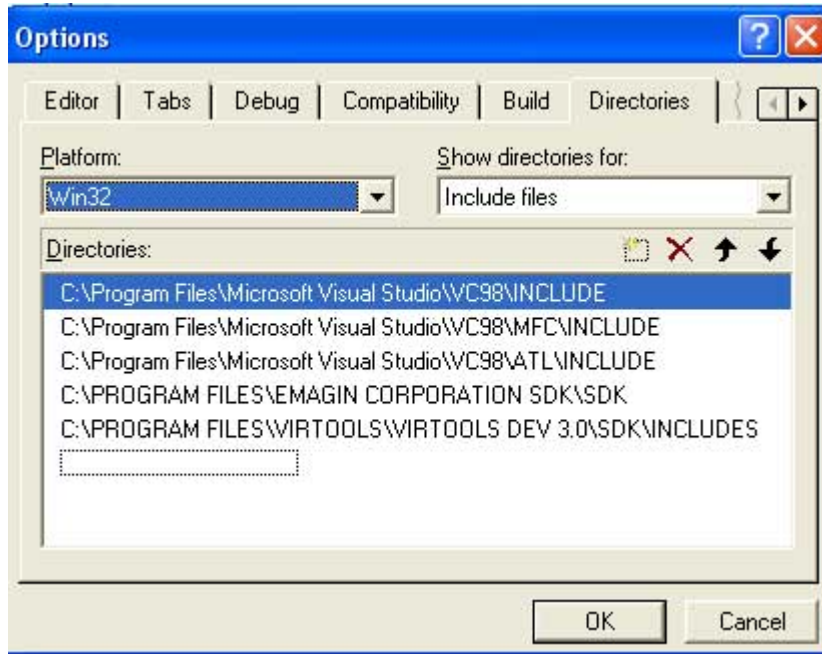 Options
Editor Tabs Debug Compatibility Build Directories
Platform: Show directories for:
Win32 Include files
Directories:
C:\Program Files\Microsoft Visual Studio\VC98\INCLUDE
C:\Program Files\Microsoft Visual Studio\VC98\MFC\INCLUDE
C:\Program Files\Microsoft Visual Studio\VC98\ATL\INCLUDE
C:\PROGRAM FILES\EMAGIN CORPORATION SDK\SDK
C:\PROGRAM FILES\VIRTOOLS\VIRTOOLS DEV 3.0\SDK\INCLUDES
OK Cancel